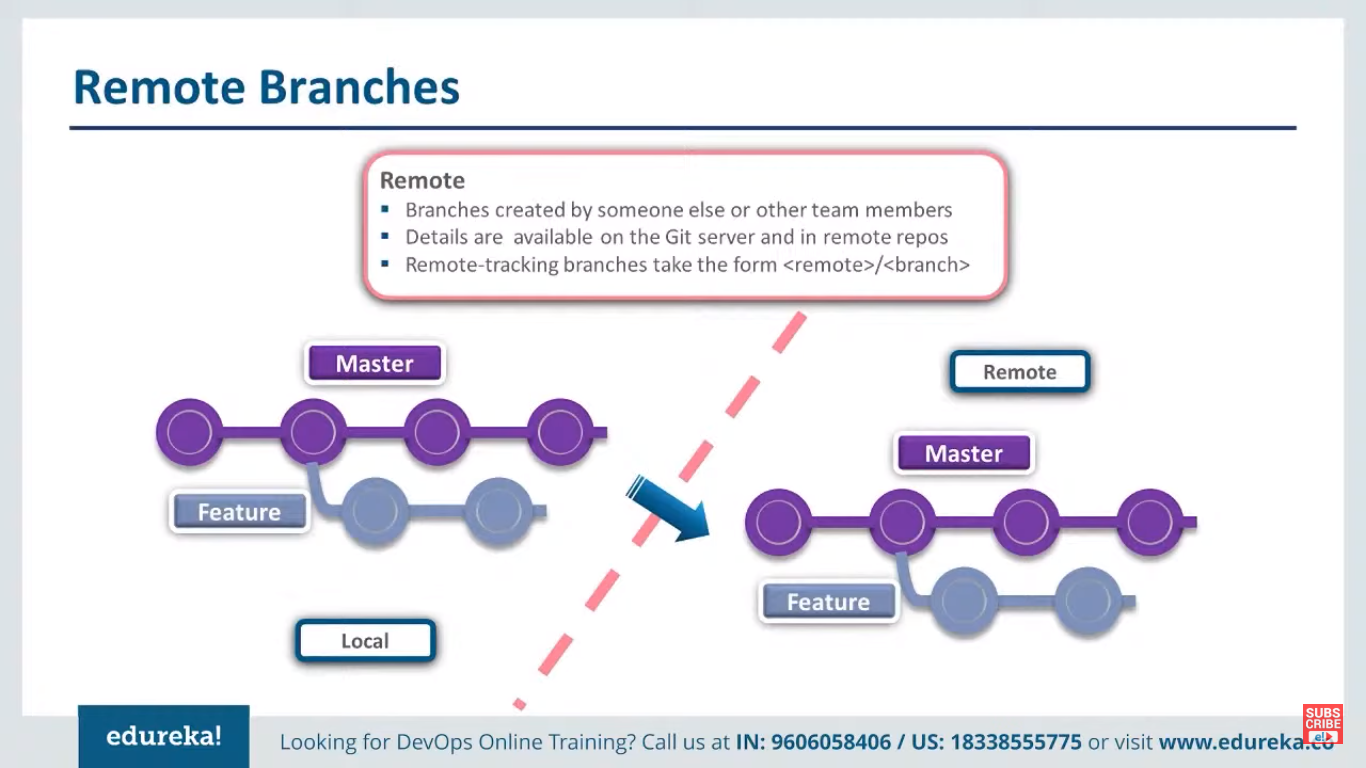 Remote Branches
Remote
▪ Branches created by someone else or other team members
▪ Details are available on the Git server and in remote repos
▪ Remote-tracking branches take the form <remote>/<branch>
Master
Remote
Master
Feature
Feature
Local
edureka!
Looking for DevOps Online Training? Call us at IN: 9606058406 / US: 18338555775 or visit www.edureka.co
SUBS
CRIBE
e!